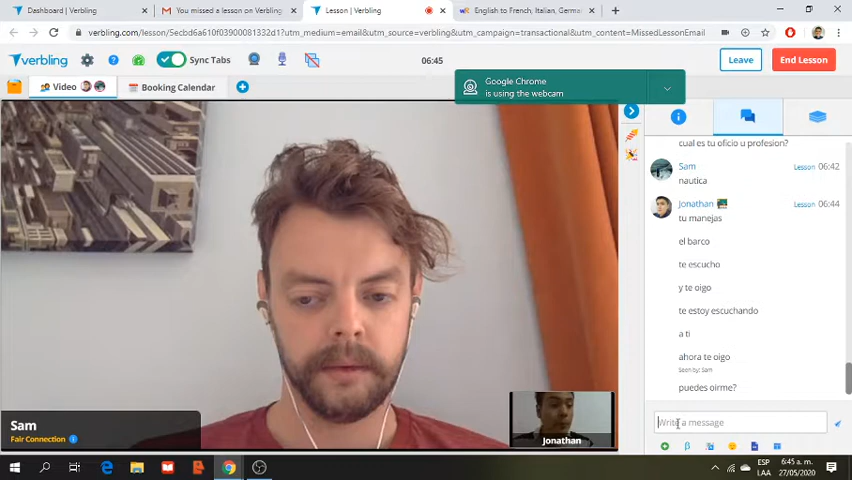 Dashboard | Verbling
You missed a lesson on Verbling
Lesson | Verbling
English to French, Italian, Germa
verbling.com/lesson/5ecbd6a610f0390001308332d1?utm_medium=email&utm_source=verbling&utm_campaign=transactional&utm_content=MissedLessonEmail
verbling
Sync Tabs
06:45
Google Chrome
is using the webcam
Leave
End Lesson
Video
Booking Calendar
cual es tu oficio u profesion?
Sam
Lesson 06:42
nautica
Jonathan
Lesson 06:44
tu manejas
el barco
te escucho
y te oigo
te estoy escuchando
a ti
ahora te oigo
Seen by: Sam
puedes oirme?
Write a message
Sam
Fair Connection
Jonathan
ESP
LAA
6:45 a. m.
27/05/2020